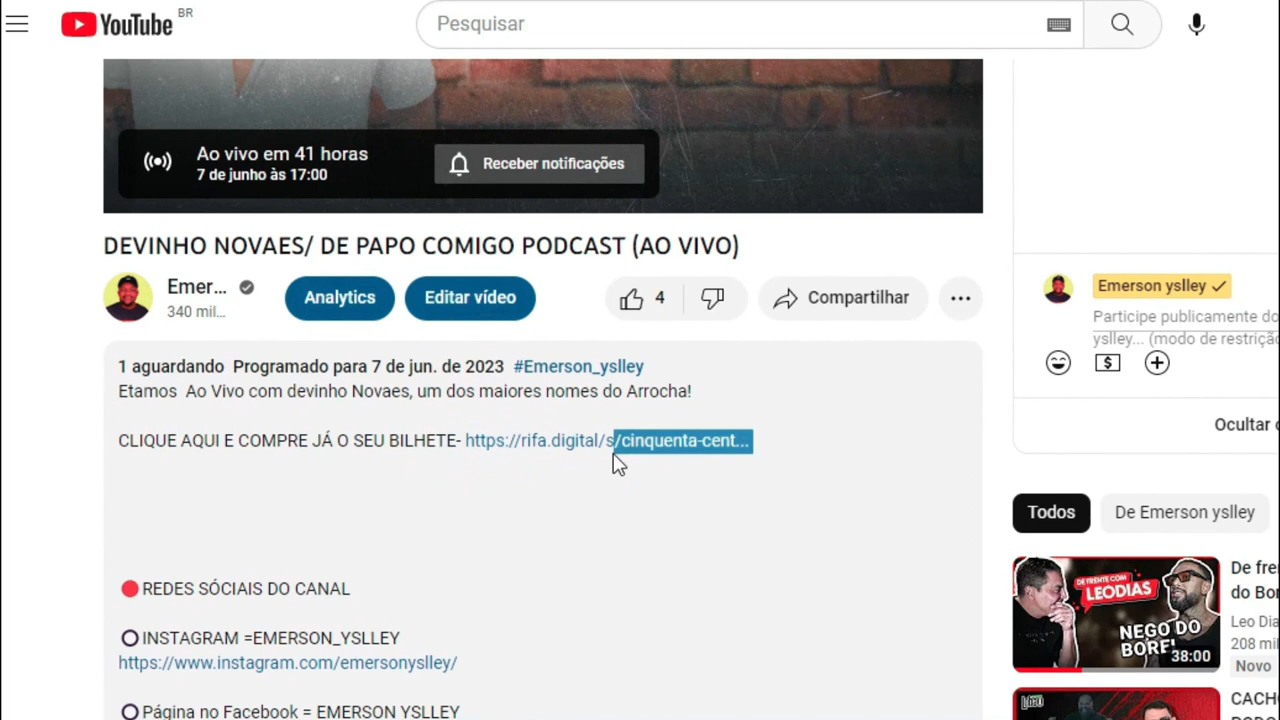 YouTube BR
Pesquisar
Ao vivo em 41 horas
7 de junho às 17:00
Receber notificações
DEVINHO NOVAES/ DE PAPO COMIGO PODCAST (AO VIVO)
Emer...
340 mil...
Analytics
Editar vídeo
4
Compartilhar
1 aguardando Programado para 7 de jun. de 2023 #Emerson_yslley
Etamos Ao Vivo com devinho Novaes, um dos maiores nomes do Arrocha!
CLIQUE AQUI E COMPRE JÁ O SEU BILHETE- https://rifa.digital/s/cinquenta-cent...
REDES SÓCIAIS DO CANAL
INSTAGRAM =EMERSON_YSLLEY
https://www.instagram.com/emersonyslley/
Página no Facebook = EMERSON YSLLEY
Emerson yslley
Participe publicamente do
yslley... (modo de restrição
Ocultar
Todos
De Emerson yslley
DE FRENTE COM
LEODIAS
NEGO DO
BOREL
38:00
De fren
do Bor
Leo Dia
208 mil
Novo
CACHO